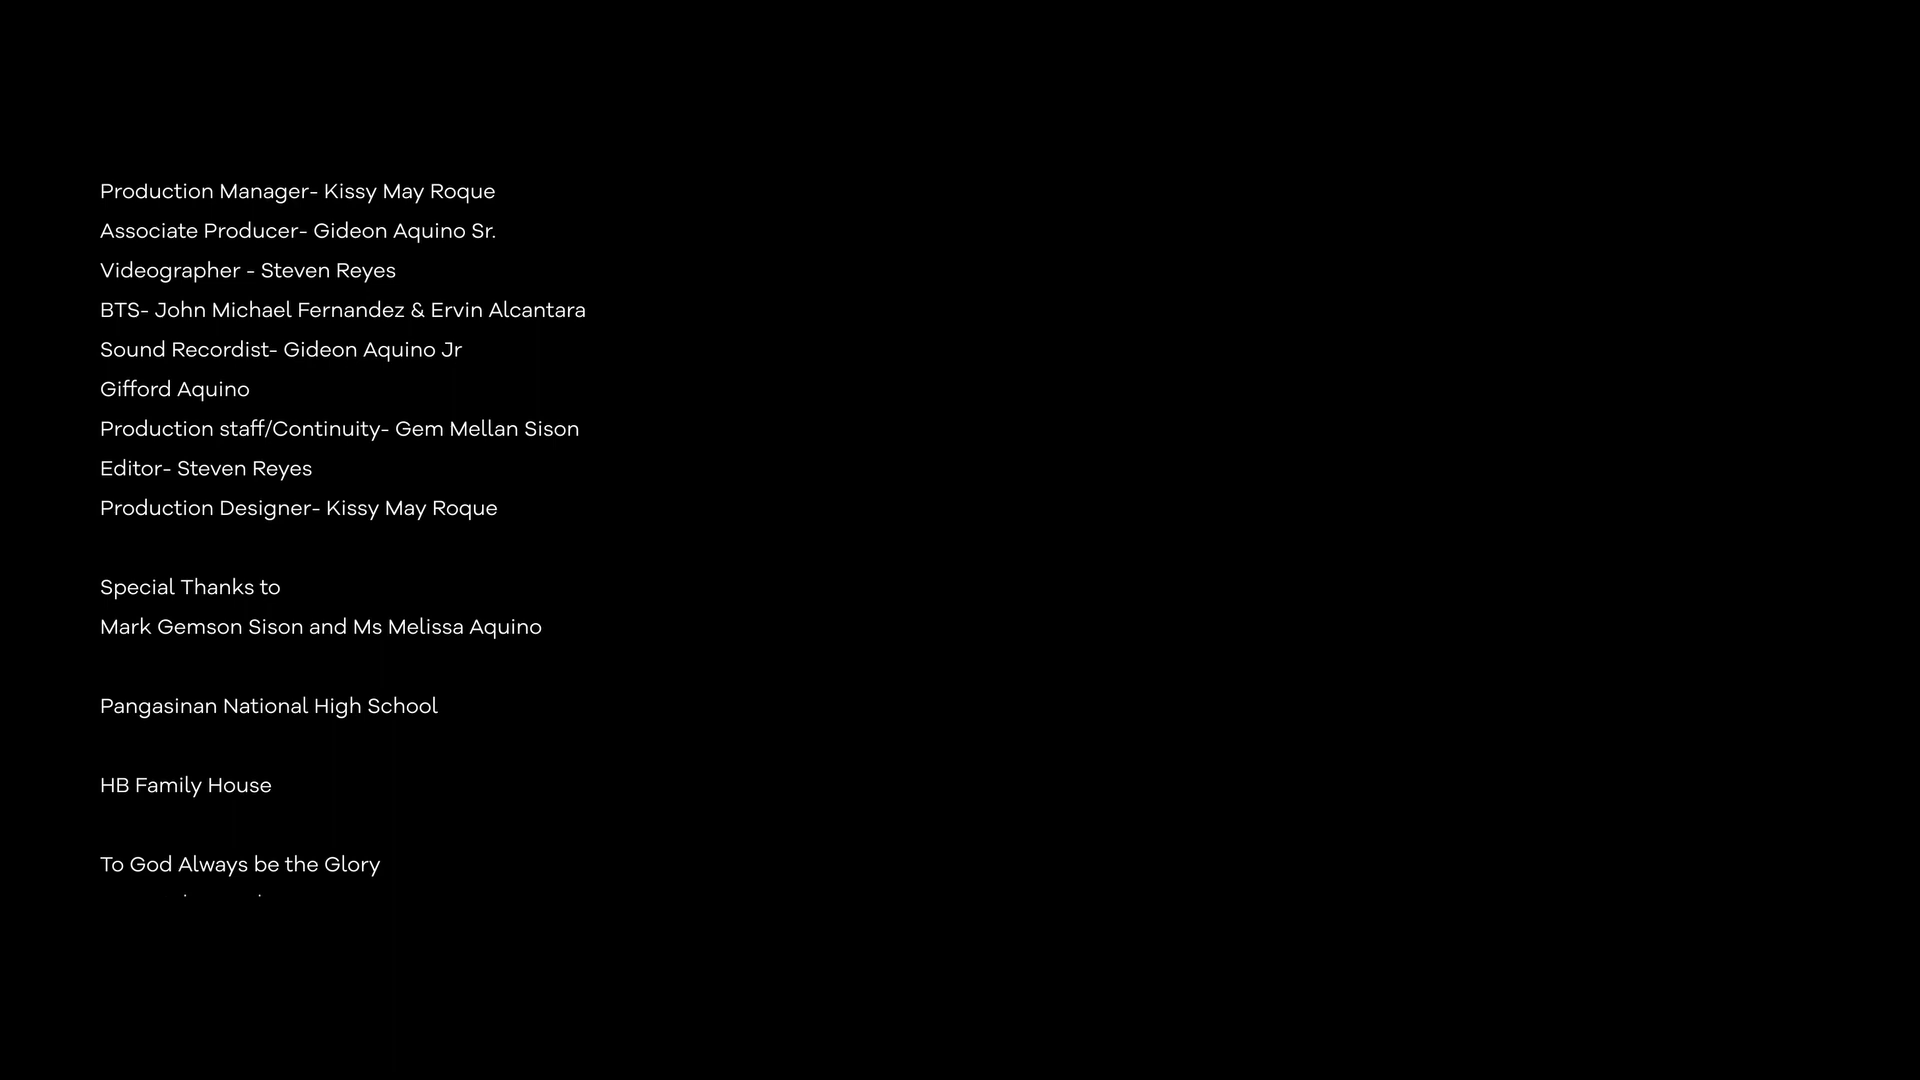 Production Manager- Kissy May Roque
Associate Producer- Gideon Aquino Sr.
Videographer - Steven Reyes
BTS- John Michael Fernandez & Ervin Alcantara
Sound Recordist- Gideon Aquino Jr
Gifford Aquino
Production staff/Continuity- Gem Mellan Sison
Editor- Steven Reyes
Production Designer- Kissy May Roque
Special Thanks to
Mark Gemson Sison and Ms Melissa Aquino
Pangasinan National High School
HB Family House
To God Always be the Glory